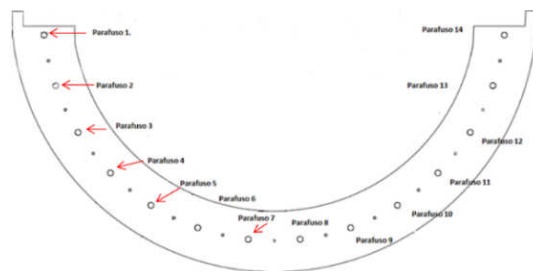 Parafuso 1.
Parafuso 2
Parafuso 3
Parafuso 4
Parafuso 5
Parafuso 6
Parafuso 7
Parafuso 8
Parafuso 9
Parafuso 10
Parafuso 11
Parafuso 12
Parafuso 13
Parafuso 14